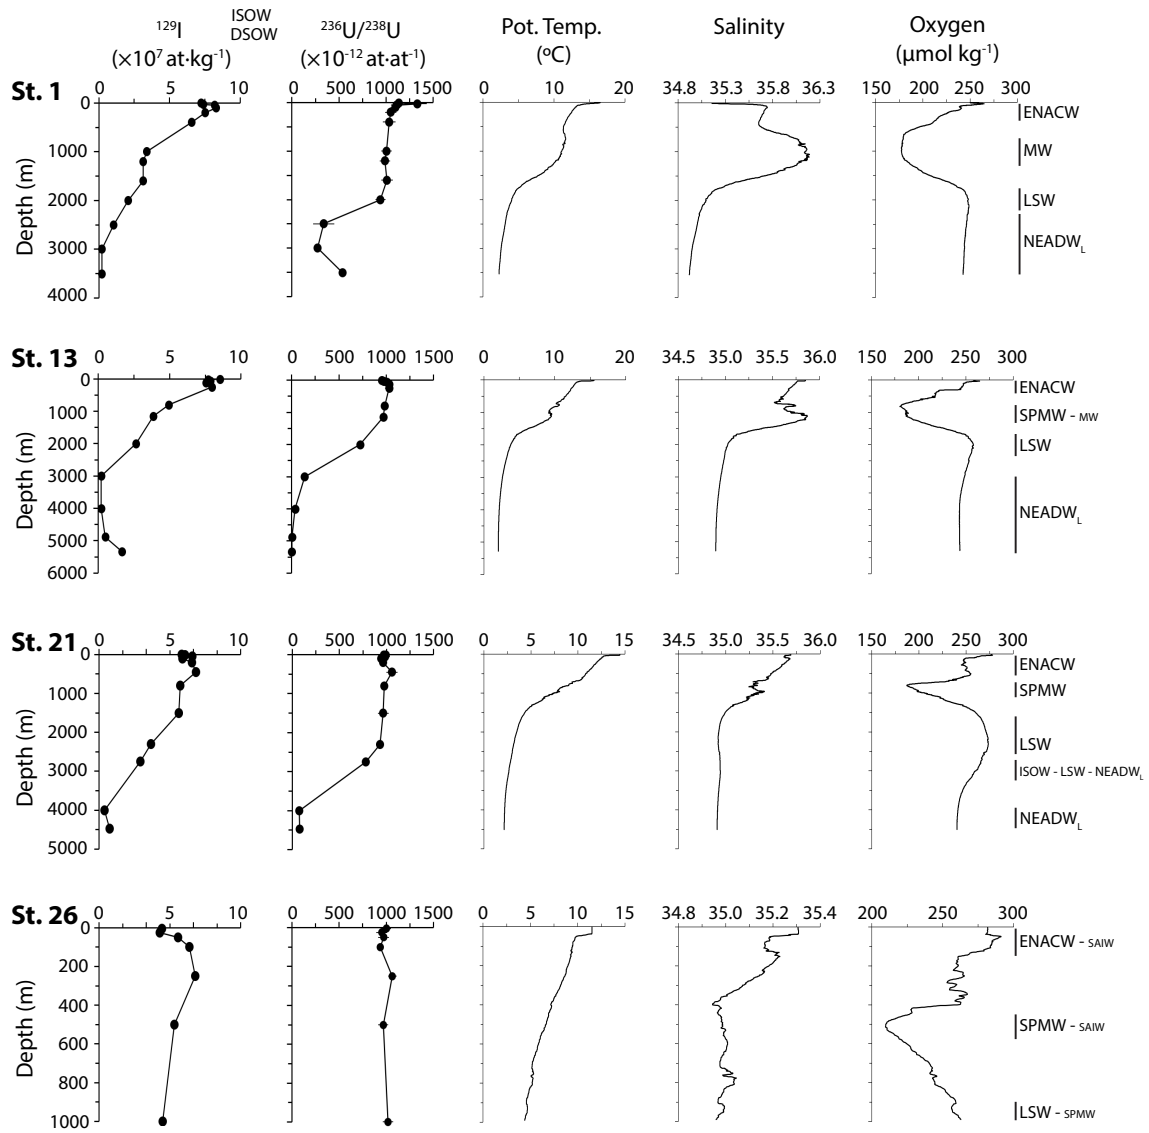 ISOW
DSOW
¹²⁹I
(×10⁷ at·kg⁻¹)
²³⁶U/²³⁸U
(×10⁻¹² at·at⁻¹)
Pot. Temp.
(ºC)
Salinity
Oxygen
(µmol kg⁻¹)
St. 1
0 5 10
0 500 1000 1500
0 10 20
34.8 35.3 35.8 36.3
150 200 250 300
Depth (m)
0
1000
2000
3000
4000
ENACW
MW
LSW
NEADW_L
St. 13
0 5 10
0 500 1000 1500
0 10 20
34.5 35.0 35.5 36.0
150 200 250 300
Depth (m)
0
1000
2000
3000
4000
5000
6000
ENACW
SPMW - MW
LSW
NEADW_L
St. 21
0 5 10
0 500 1000 1500
0 5 10 15
34.5 35.0 35.5 36.0
150 200 250 300
Depth (m)
0
1000
2000
3000
4000
5000
ENACW
SPMW
LSW
ISOW - LSW - NEADW_L
NEADW_L
St. 26
0 5 10
0 500 1000 1500
0 5 10 15
34.8 35.0 35.2 35.4
200 250 300
Depth (m)
0
200
400
600
800
1000
ENACW - SAIW
SPMW - SAIW
LSW - SPMW